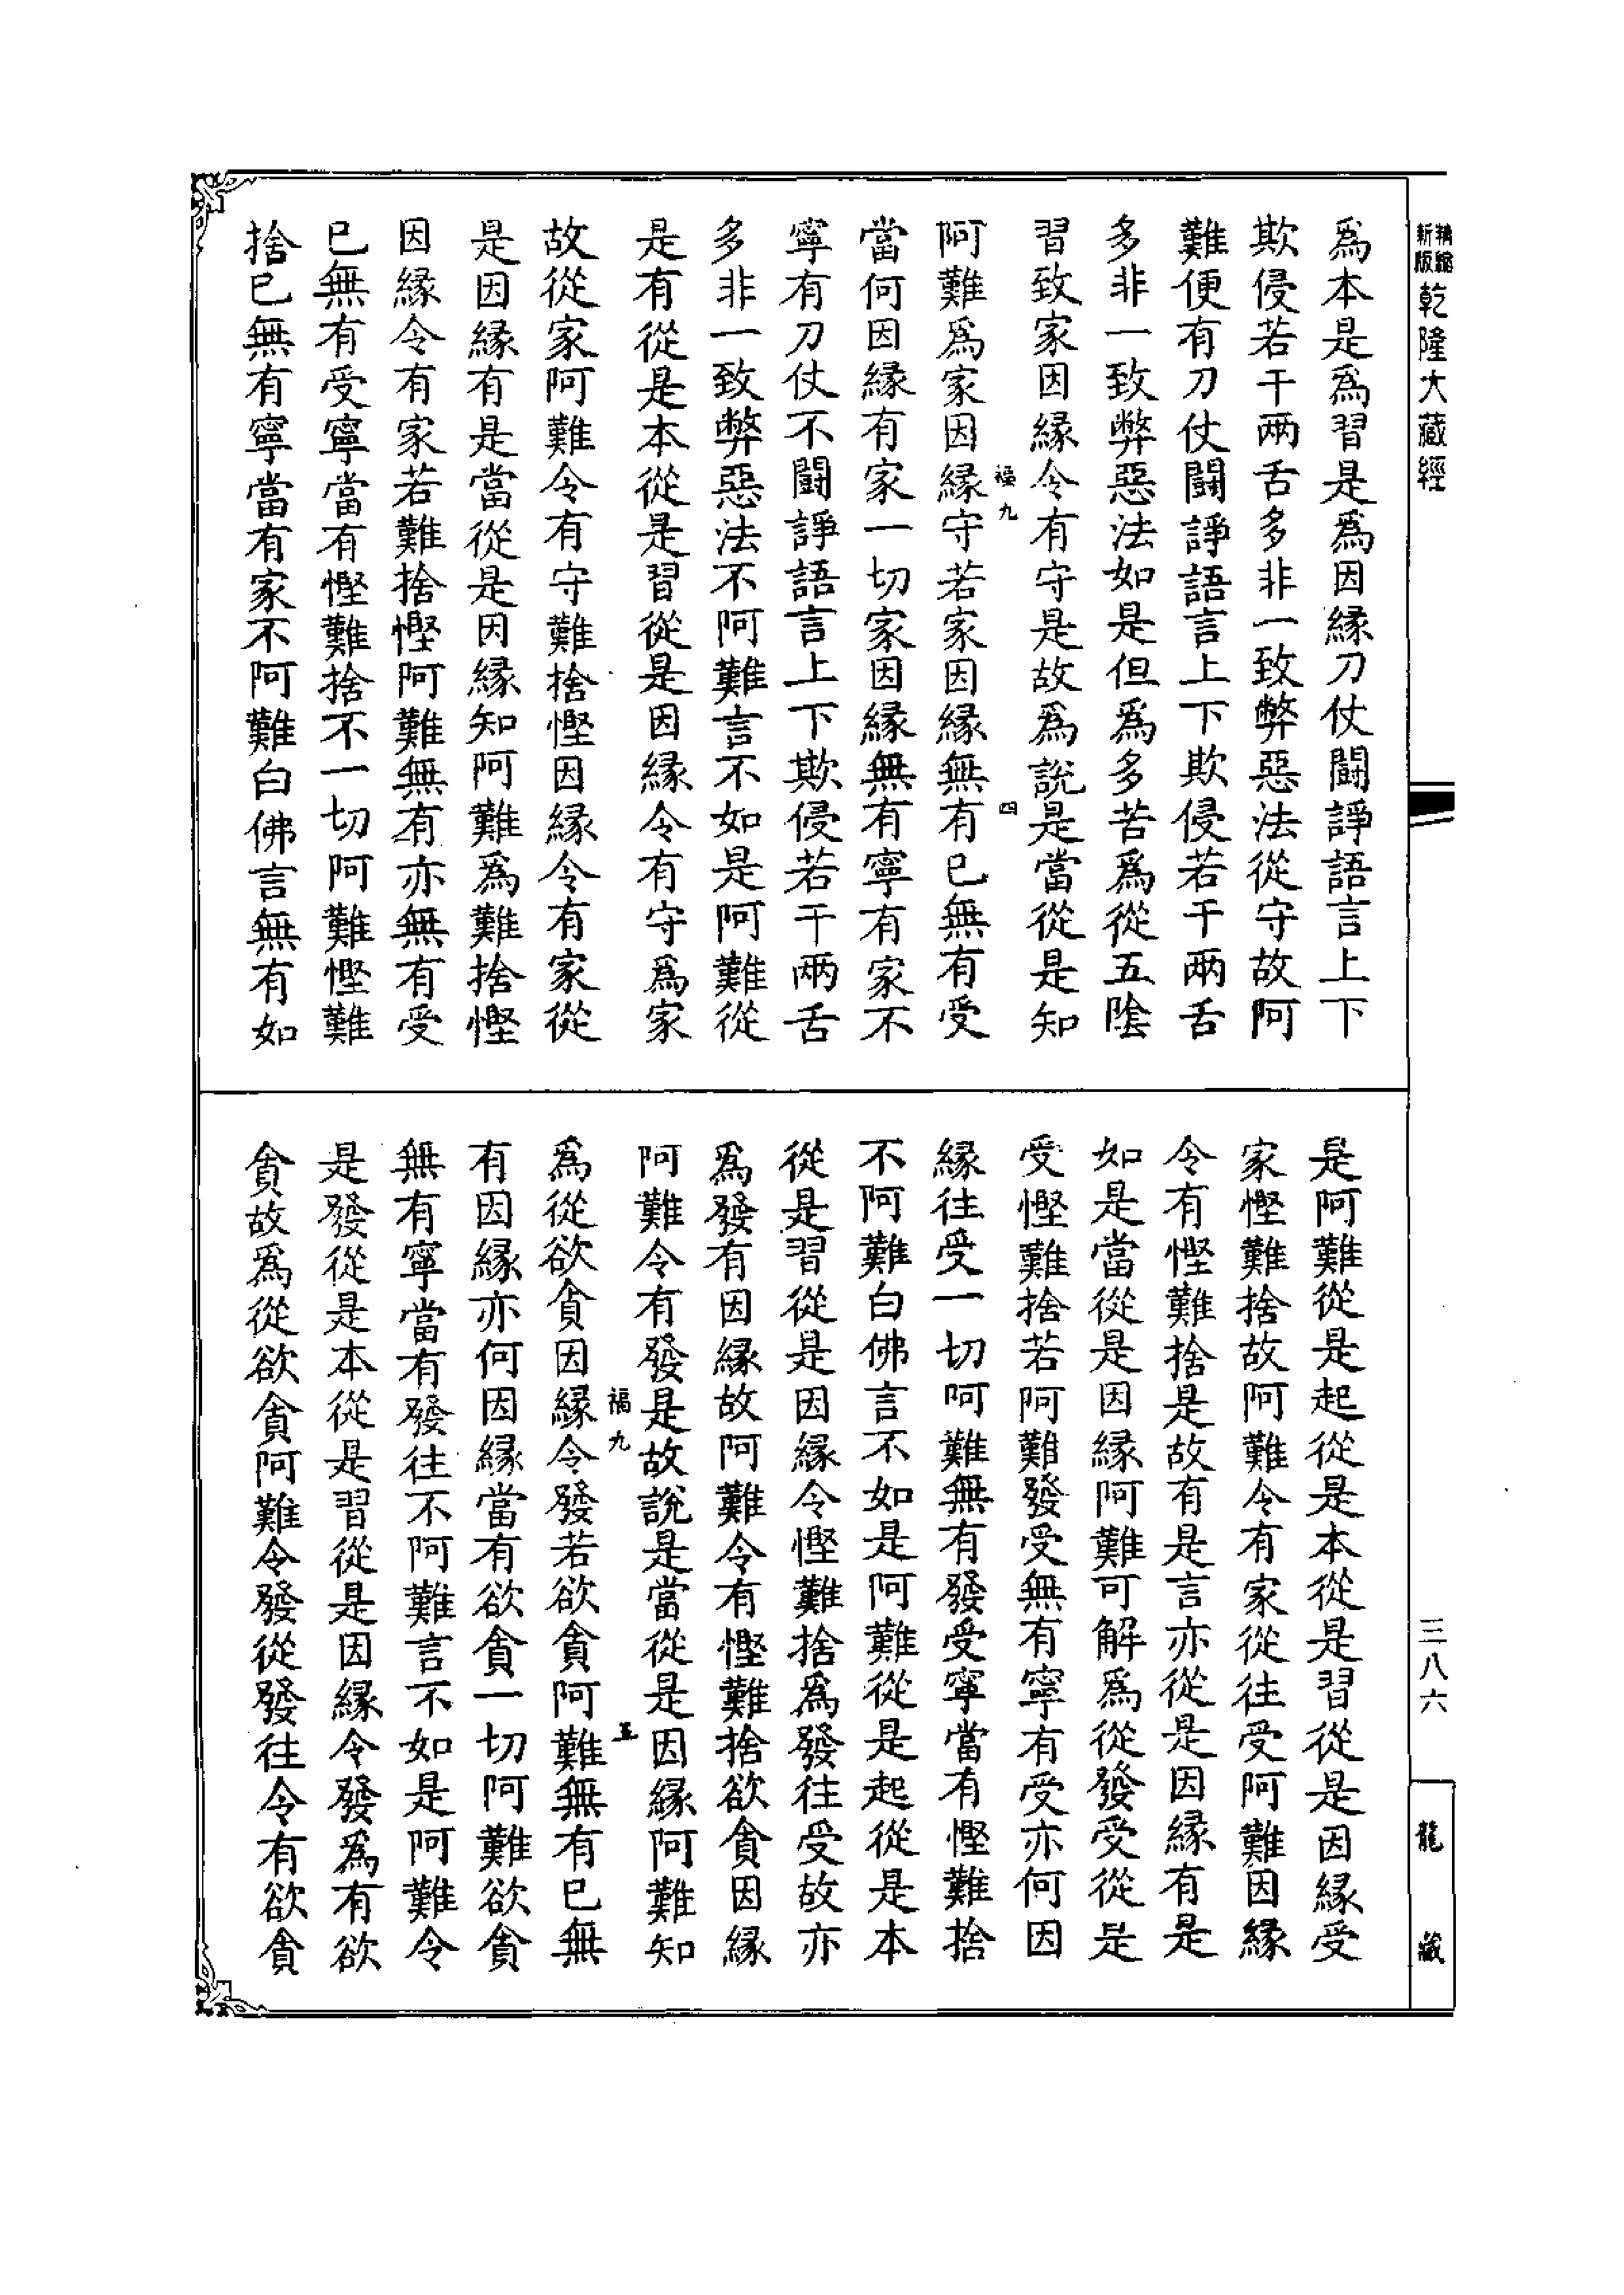 精縮新版乾隆大藏經
為本是為習是為因緣刀仗鬪諍語言上下
欺侵若干兩舌多非一致弊惡法從守故阿
難便有刀仗鬪諍語言上下欺侵若干兩舌
多非一致弊惡法如是但為多苦為從五陰
習致家因緣令有守是故為說是當從是知
福九
四
阿難為家因緣守若家因緣無有已無有受
當何因緣有家一切家因緣無有寧有家不
寧有刀仗不鬪諍語言上下欺侵若干兩舌
多非一致弊惡法不阿難言不如是阿難從
是有從是本從是習從是因緣令有守為家
故從家阿難令有守難捨慳因緣令有家從
是因緣有是當從是因緣知阿難為難捨慳
因緣令有家若難捨慳阿難無有亦無有受
已無有受寧當有慳難捨不一切阿難慳難
捨已無有寧當有家不阿難白佛言無有如
是阿難從是起從是本從是習從是因緣受
家慳難捨故阿難令有家從往受阿難因緣
令有慳難捨是故有是言亦從是因緣有是
如是當從是因緣阿難可解為從發受從是
受慳難捨若阿難發受無有寧有受亦何因
緣往受一切阿難無有發受寧當有慳難捨
不阿難白佛言不如是阿難從是起從是本
從是習從是因緣令慳難捨為發往受故亦
為發有因緣故阿難令有慳難捨欲貪因緣
阿難令有發是故說是當從是因緣阿難知
福九
五
為從欲貪因緣令發若欲貪阿難無有已無
有因緣亦何因緣當有欲貪一切阿難欲貪
無有寧當有發往不阿難言不如是阿難令
是發從是本從是習從是因緣令發為有欲
貪故為從欲貪阿難令發從發往令有欲貪
三八六
龍藏